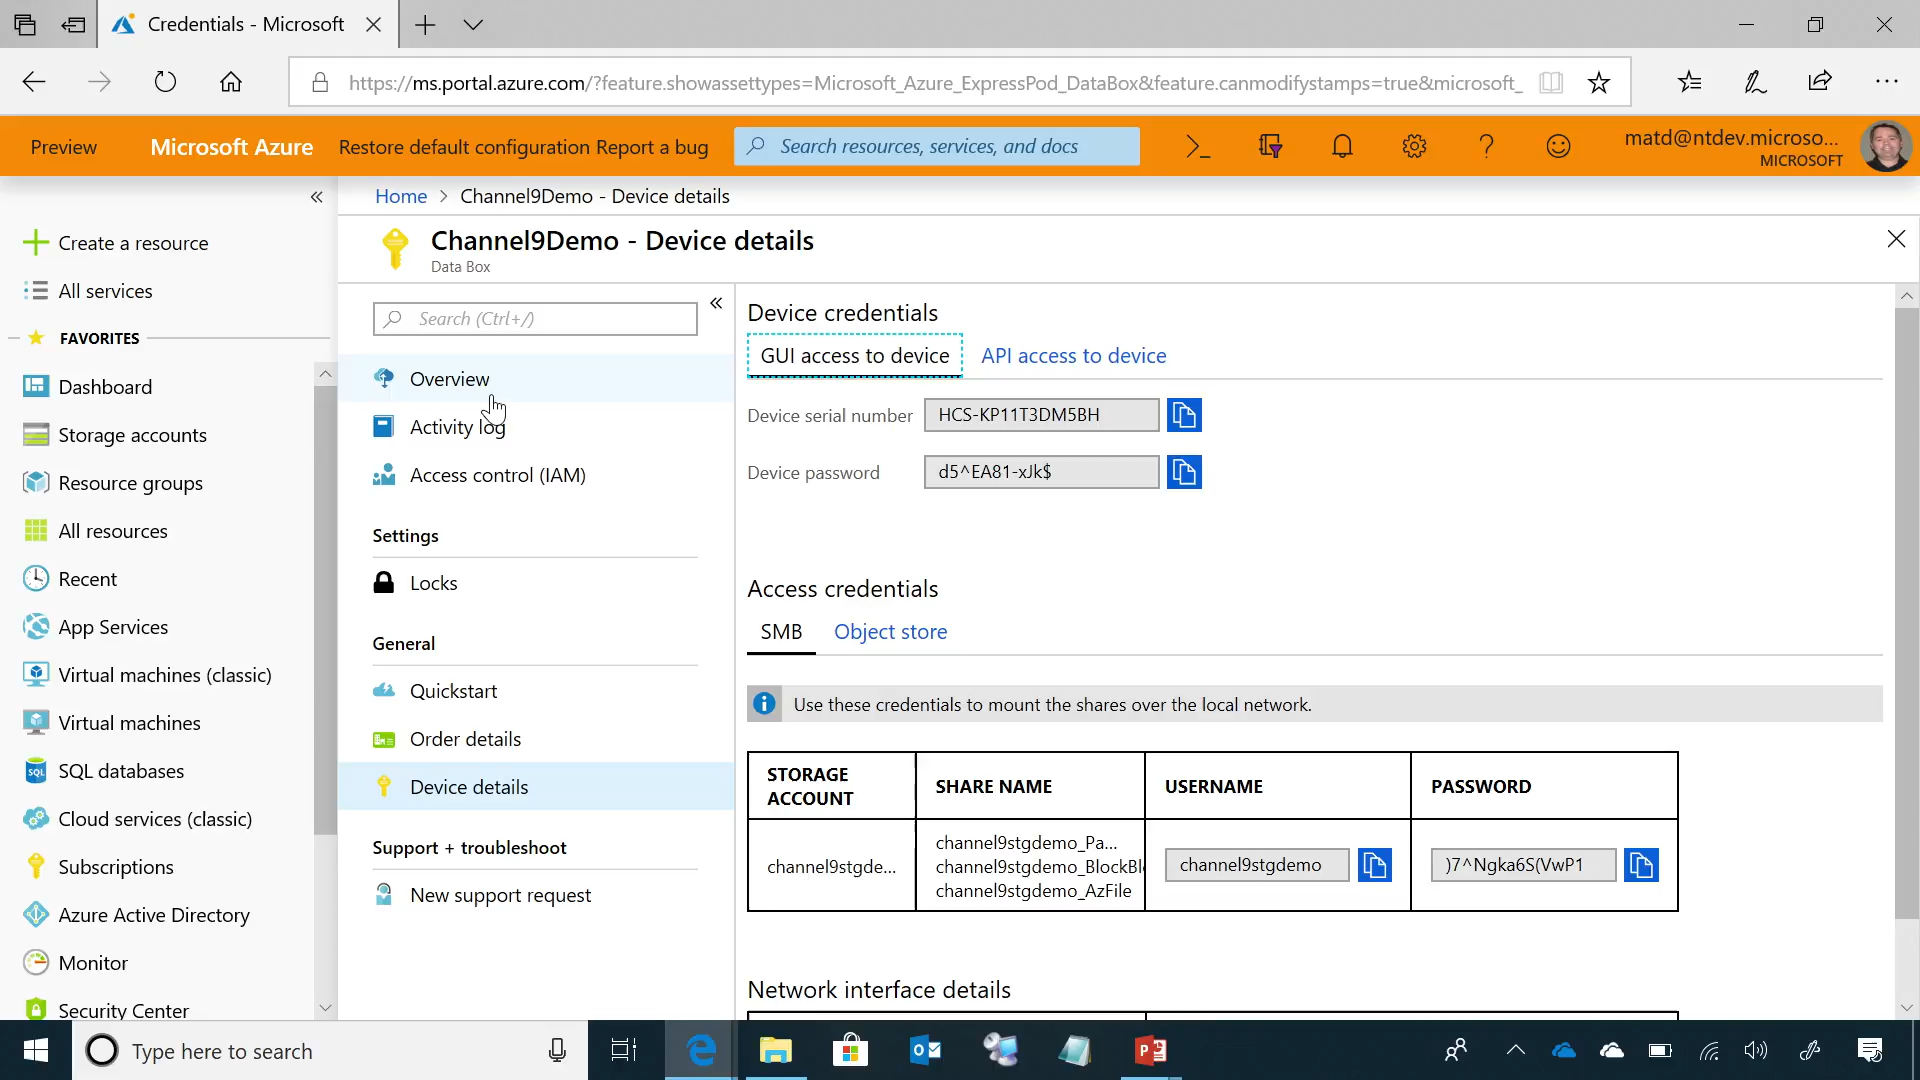 Credentials - Microsoft
https://ms.portal.azure.com/?feature.showassettypes=Microsoft_Azure_ExpressPod_DataBox&feature.canmodifystamps=true&microsoft_
Preview
Microsoft Azure
Restore default configuration Report a bug
Search resources, services, and docs
matd@ntdev.microso...
MICROSOFT
Create a resource
All services
FAVORITES
Dashboard
Storage accounts
Resource groups
All resources
Recent
App Services
Virtual machines (classic)
Virtual machines
SQL databases
Cloud services (classic)
Subscriptions
Azure Active Directory
Monitor
Security Center
Home > Channel9Demo - Device details
Channel9Demo - Device details
Data Box
Search (Ctrl+/)
Overview
Activity log
Access control (IAM)
Settings
Locks
General
Quickstart
Order details
Device details
Support + troubleshoot
New support request
Device credentials
GUI access to device
API access to device
Device serial number
HCS-KP11T3DM5BH
Device password
d5^EA81-xJk$
Access credentials
SMB
Object store
Use these credentials to mount the shares over the local network.
STORAGE ACCOUNT
SHARE NAME
USERNAME
PASSWORD
channel9stgde...
channel9stgdemo_Pa...
channel9stgdemo_BlockBl
channel9stgdemo_AzFile
channel9stgdemo
)7^Ngka6S(VwP1
Network interface details
Type here to search